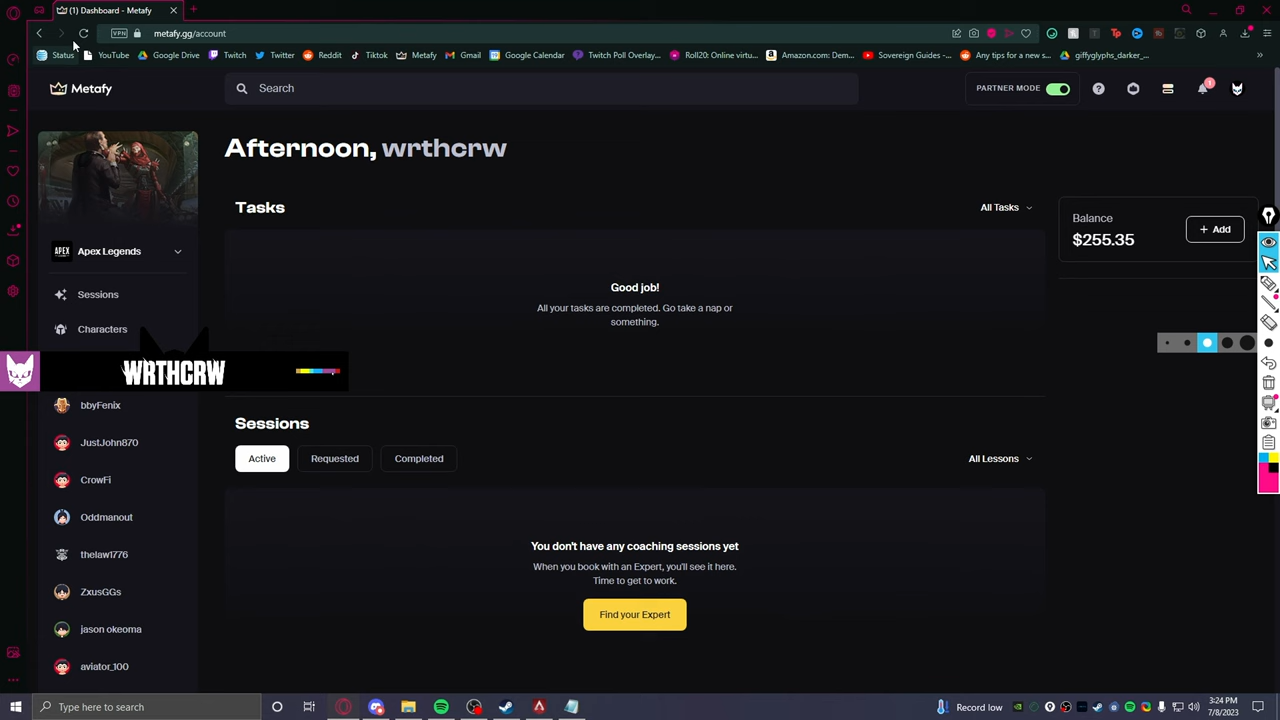 (1) Dashboard - Metafy
VPN
metafy.gg/account
Status
YouTube
Google Drive
Twitch
Twitter
Reddit
Tiktok
Metafy
Gmail
Google Calendar
Twitch Poll Overlay...
Roll20: Online virtu...
Amazon.com: Dem...
Sovereign Guides -...
Any tips for a new s...
giffyglyphs_darker_...
Metafy
Search
PARTNER MODE
1
Afternoon, wrthcrw
Tasks
All Tasks
Balance
$255.35
+ Add
APEX
Apex Legends
Good job!
All your tasks are completed. Go take a nap or
something.
Sessions
Characters
WRTHCRW
bbyFenix
JustJohn870
CrowFi
Oddmanout
thelaw1776
ZxusGGs
jason okeoma
aviator_100
Sessions
Active
Requested
Completed
All Lessons
You don't have any coaching sessions yet
When you book with an Expert, you'll see it here.
Time to get to work.
Find your Expert
Type here to search
Record low
3:24 PM
7/8/2023